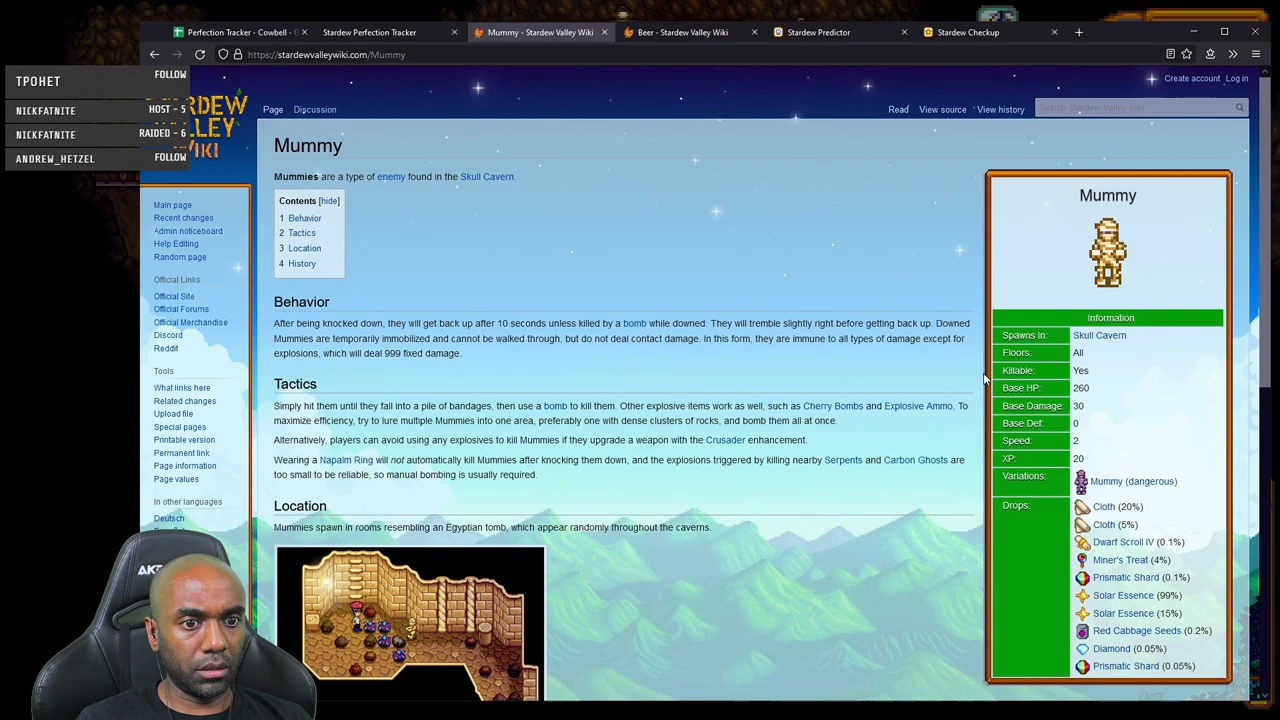 Perfection Tracker - Cowbell - G
Stardew Perfection Tracker
Mummy - Stardew Valley Wiki
Beer - Stardew Valley Wiki
Stardew Predictor
Stardew Checkup
https://stardewvalleywiki.com/Mummy
TPOHET FOLLOW
NICKFATNITE HOST - 5
NICKFATNITE RAIDED - 6
ANDREW_HETZEL FOLLOW
VALLEY
WIKI
Create account Log in
Page Discussion
Read View source View history
Search Stardew Valley Wiki
Main page
Recent changes
Admin noticeboard
Help Editing
Random page
Official Links
Official Site
Official Forums
Official Merchandise
Discord
Reddit
Tools
What links here
Related changes
Upload file
Special pages
Printable version
Permanent link
Page information
Page values
In other languages
Deutsch
Mummy
Mummies are a type of enemy found in the Skull Cavern.
Contents [hide]
1 Behavior
2 Tactics
3 Location
4 History
Behavior
After being knocked down, they will get back up after 10 seconds unless killed by a bomb while downed. They will tremble slightly right before getting back up. Downed
Mummies are temporarily immobilized and cannot be walked through, but do not deal contact damage. In this form, they are immune to all types of damage except for
explosions, which will deal 999 fixed damage.
Tactics
Simply hit them until they fall into a pile of bandages, then use a bomb to kill them. Other explosive items work as well, such as Cherry Bombs and Explosive Ammo. To
maximize efficiency, try to lure multiple Mummies into one area, preferably one with dense clusters of rocks, and bomb them all at once.
Alternatively, players can avoid using any explosives to kill Mummies if they upgrade a weapon with the Crusader enhancement.
Wearing a Napalm Ring will not automatically kill Mummies after knocking them down, and the explosions triggered by killing nearby Serpents and Carbon Ghosts are
too small to be reliable, so manual bombing is usually required.
Location
Mummies spawn in rooms resembling an Egyptian tomb, which appear randomly throughout the caverns.
Mummy
Information
Spawns In: Skull Cavern
Floors: All
Killable: Yes
Base HP: 260
Base Damage: 30
Base Def: 0
Speed: 2
XP: 20
Variations: Mummy (dangerous)
Drops: Cloth (20%)
Cloth (5%)
Dwarf Scroll IV (0.1%)
Miner's Treat (4%)
Prismatic Shard (0.1%)
Solar Essence (99%)
Solar Essence (15%)
Red Cabbage Seeds (0.2%)
Diamond (0.05%)
Prismatic Shard (0.05%)